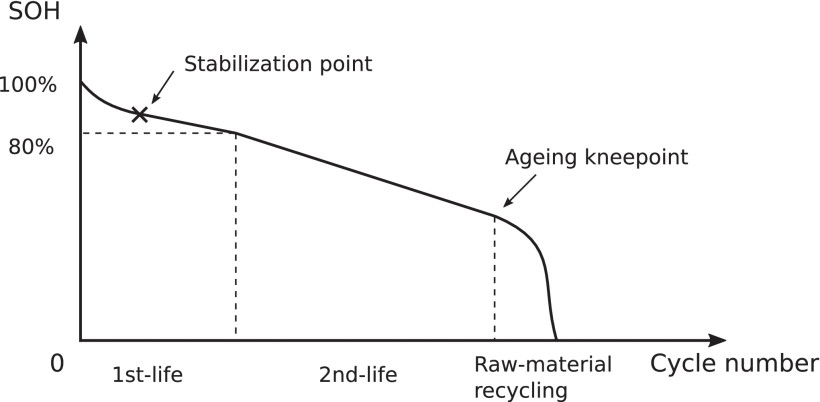 SOH
Stabilization point
100%
80%
Ageing kneepoint
0
1st-life
2nd-life
Raw-material
recycling
Cycle number